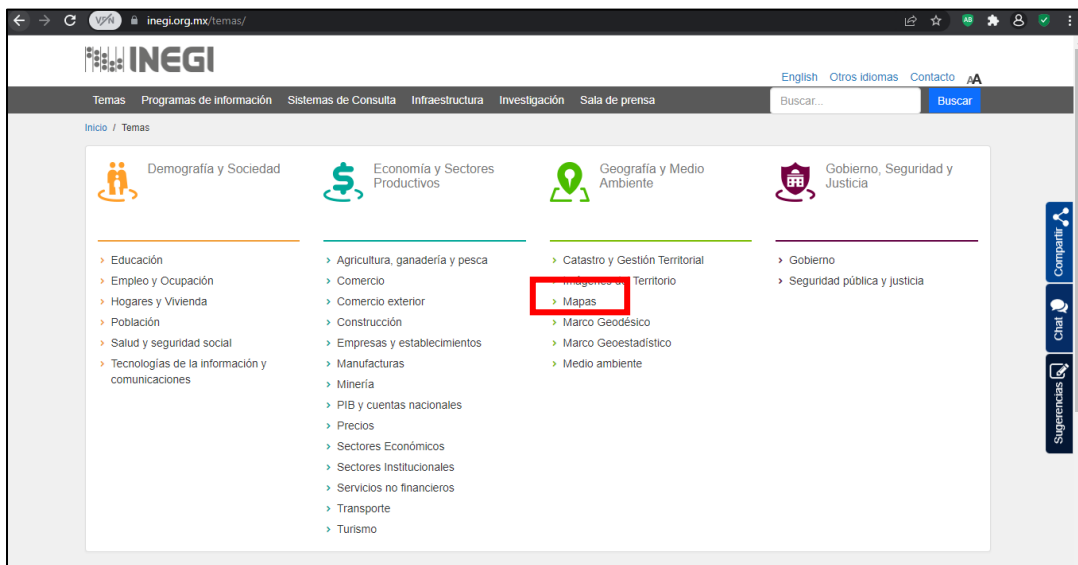 VPN inegi.org.mx/temas/
INEGI
English Otros idiomas Contacto AA
Temas Programas de información Sistemas de Consulta Infraestructura Investigación Sala de prensa Buscar... Buscar
Inicio / Temas
Demografía y Sociedad
Educación
Empleo y Ocupación
Hogares y Vivienda
Población
Salud y seguridad social
Tecnologías de la información y
comunicaciones
Economía y Sectores
Productivos
Agricultura, ganadería y pesca
Comercio
Comercio exterior
Construcción
Empresas y establecimientos
Manufacturas
Minería
PIB y cuentas nacionales
Precios
Sectores Económicos
Sectores Institucionales
Servicios no financieros
Transporte
Turismo
Geografía y Medio
Ambiente
Catastro y Gestión Territorial
Imágenes del Territorio
Mapas
Marco Geodésico
Marco Geoestadístico
Medio ambiente
Gobierno, Seguridad y
Justicia
Gobierno
Seguridad pública y justicia
Compartir
Chat
Sugerencias